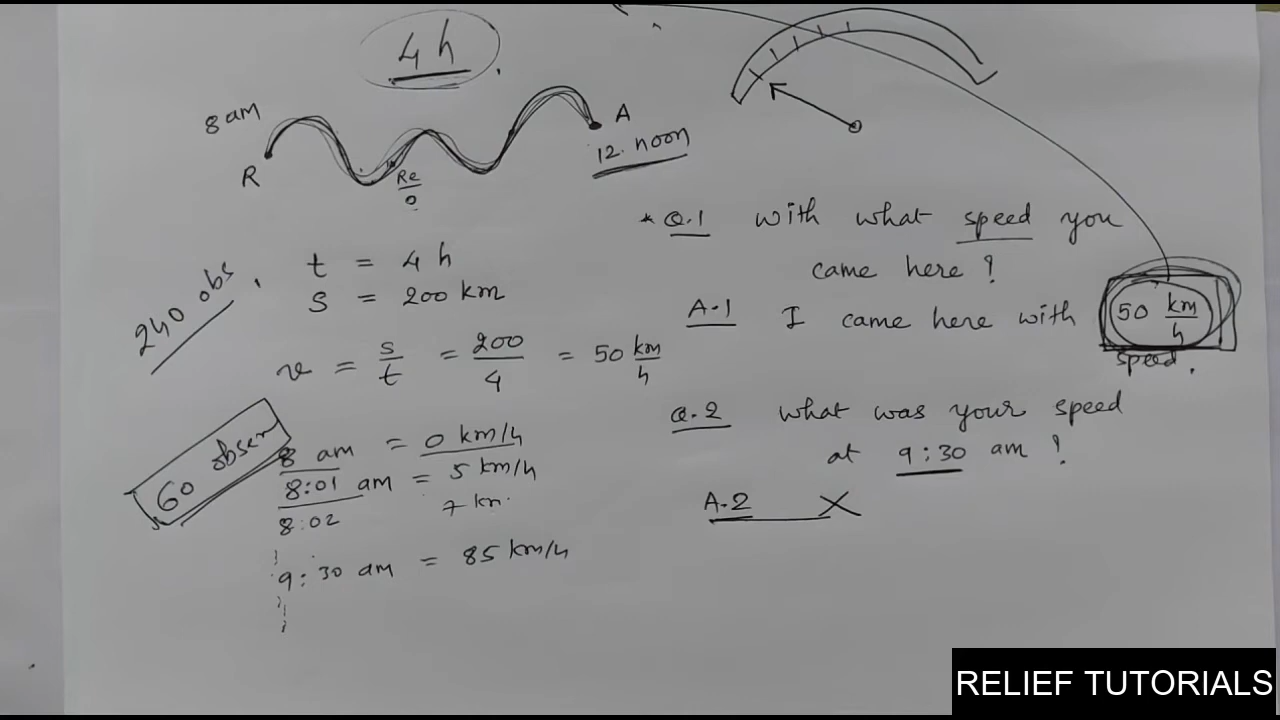 4 h
8 am
R
Re/0
A
12. noon
240 obs.
t = 4 h
S = 200 km
v = s/t = 200/4 = 50 km/h
60 obser
8 am = 0 km/h
8:01 am = 5 km/h
8:02 7 km.
9:30 am = 85 km/h
* Q.1 with what speed you
came here?
A.1 I came here with 50 km/h
speed.
Q.2 what was your speed
at 9:30 am?
A.2 X
RELIEF TUTORIALS